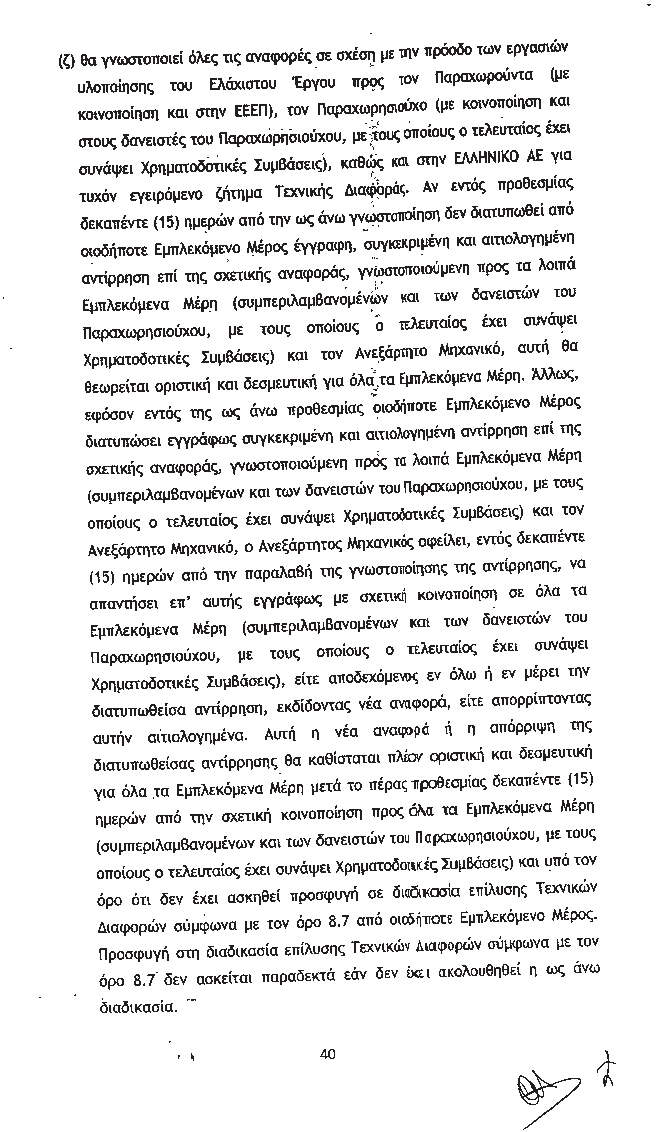 (ζ) θα γνωστοποιεί όλες τις αναφορές σε σχέση με την πρόοδο των εργασιών
υλοποίησης του Ελάχιστου Έργου προς τον Παραχωρούντα (με
κοινοποίηση και στην ΕΕΕΠ), τον Παραχωρησιούχο (με κοινοποίηση και
στους δανειστές του Παραχωρησιούχου, με τους οποίους ο τελευταίος έχει
συνάψει Χρηματοδοτικές Συμβάσεις), καθώς και στην ΕΛΛΗΝΙΚΟ ΑΕ για
τυχόν εγειρόμενο ζήτημα Τεχνικής Διαφοράς. Αν εντός προθεσμίας
δεκαπέντε (15) ημερών από την ως άνω γνωστοποίηση δεν διατυπωθεί από
οιοδήποτε Εμπλεκόμενο Μέρος έγγραφη, συγκεκριμένη και αιτιολογημένη
αντίρρηση επί της σχετικής αναφοράς, γνωστοποιούμενη προς τα λοιπά
Εμπλεκόμενα Μέρη (συμπεριλαμβανομένων και των δανειστών του
Παραχωρησιούχου, με τους οποίους ο τελευταίος έχει συνάψει
Χρηματοδοτικές Συμβάσεις) και τον Ανεξάρτητο Μηχανικό, αυτή θα
θεωρείται οριστική και δεσμευτική για όλα τα Εμπλεκόμενα Μέρη. Άλλως,
εφόσον εντός της ως άνω προθεσμίας οιοδήποτε Εμπλεκόμενο Μέρος
διατυπώσει εγγράφως συγκεκριμένη και αιτιολογημένη αντίρρηση επί της
σχετικής αναφοράς, γνωστοποιούμενη προς τα λοιπά Εμπλεκόμενα Μέρη
(συμπεριλαμβανομένων και των δανειστών του Παραχωρησιούχου, με τους
οποίους ο τελευταίος έχει συνάψει Χρηματοδοτικές Συμβάσεις) και τον
Ανεξάρτητο Μηχανικό, ο Ανεξάρτητος Μηχανικός οφείλει, εντός δεκαπέντε
(15) ημερών από την παραλαβή της γνωστοποίησης της αντίρρησης, να
απαντήσει επ’ αυτής εγγράφως με σχετική κοινοποίηση σε όλα τα
Εμπλεκόμενα Μέρη (συμπεριλαμβανομένων και των δανειστών του
Παραχωρησιούχου, με τους οποίους ο τελευταίος έχει συνάψει
Χρηματοδοτικές Συμβάσεις), είτε αποδεχόμενος εν όλω ή εν μέρει την
διατυπωθείσα αντίρρηση, εκδίδοντας νέα αναφορά, είτε απορρίπτοντας
αυτήν αιτιολογημένα. Αυτή η νέα αναφορά ή η απόρριψη της
διατυπωθείσας αντίρρησης θα καθίσταται πλέον οριστική και δεσμευτική
για όλα τα Εμπλεκόμενα Μέρη μετά το πέρας προθεσμίας δεκαπέντε (15)
ημερών από την σχετική κοινοποίηση προς όλα τα Εμπλεκόμενα Μέρη
(συμπεριλαμβανομένων και των δανειστών του Παραχωρησιούχου, με τους
οποίους ο τελευταίος έχει συνάψει Χρηματοδοτικές Συμβάσεις) και υπό τον
όρο ότι δεν έχει ασκηθεί προσφυγή σε διαδικασία επίλυσης Τεχνικών
Διαφορών σύμφωνα με τον όρο 8.7 από οιοδήποτε Εμπλεκόμενο Μέρος.
Προσφυγή στη διαδικασία επίλυσης Τεχνικών Διαφορών σύμφωνα με τον
όρο 8.7 δεν ασκείται παραδεκτά εάν δεν έχει ακολουθηθεί η ως άνω
διαδικασία.
40